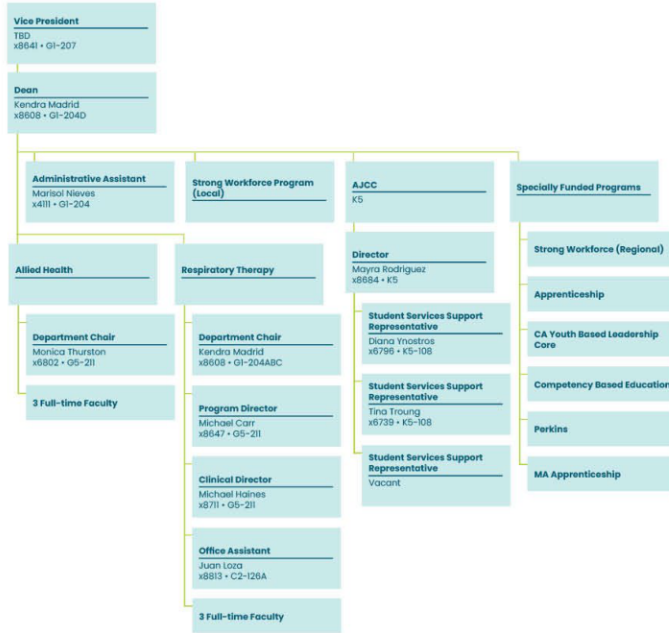 Vice President
TBD
x8641 • G1-207
Dean
Kendra Madrid
x8608 • G1-204D
Administrative Assistant
Marisol Nieves
x4111 • G1-204
Strong Workforce Program
(Local)
AJCC
K5
Specially Funded Programs
Allied Health
Department Chair
Monica Thurston
x6802 • G5-211
3 Full-time Faculty
Respiratory Therapy
Department Chair
Kendra Madrid
x8608 • G1-204ABC
Program Director
Michael Carr
x8647 • G5-211
Clinical Director
Michael Haines
x8711 • G5-211
Office Assistant
Juan Loza
x8813 • C2-126A
3 Full-time Faculty
Director
Mayra Rodriguez
x8684 • K5
Student Services Support
Representative
Diana Ynostros
x6796 • K5-108
Student Services Support
Representative
Tina Troung
x6739 • K5-108
Student Services Support
Representative
Vacant
Strong Workforce (Regional)
Apprenticeship
CA Youth Based Leadership
Core
Competency Based Education
Perkins
MA Apprenticeship